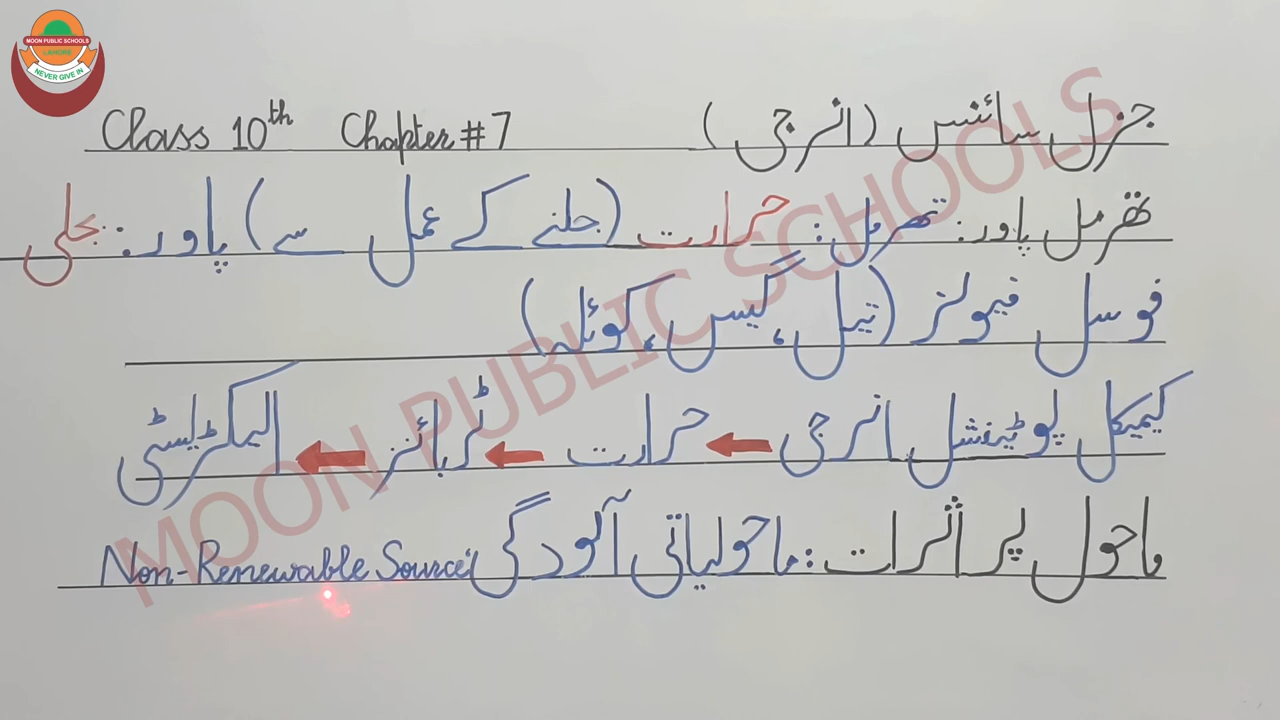 MOON PUBLIC SCHOOLS
LAHORE
NEVER GIVE IN
جنرل سائنس (انرجی) Class 10th Chapter # 7
تھرمل پاور: تھرمل: حرارت (جلنے کے عمل سے) پاور: بجلی
فوسل فیولز (تیل، گیس، کوئلہ)
کیمیکل پوٹینشل انرجی ← حرارت ← ٹربائنز ← الیکٹریسٹی
ماحول پر اثرات: ماحولیاتی آلودگی، Non-Renewable Source
MOON PUBLIC SCHOOLS